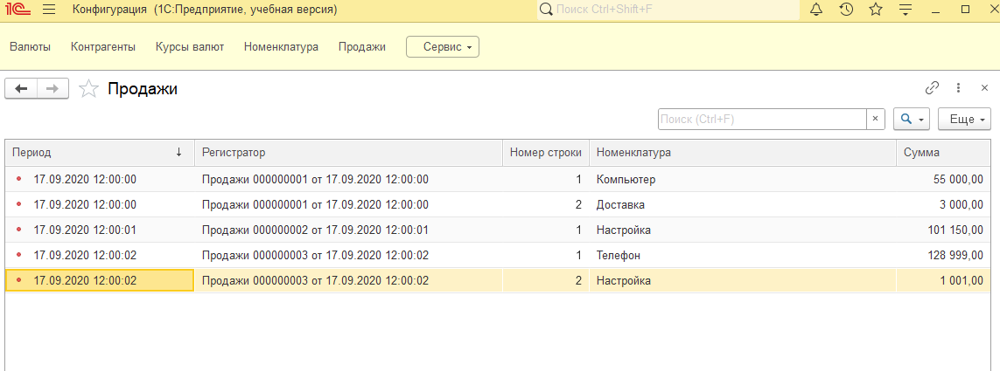 1С Конфигурация (1С:Предприятие, учебная версия) Поиск Ctrl+Shift+F
Валюты Контрагенты Курсы валют Номенклатура Продажи Сервис
Продажи
Поиск (Ctrl+F) × Еще
Период ↓ Регистратор Номер строки Номенклатура Сумма
17.09.2020 12:00:00 Продажи 000000001 от 17.09.2020 12:00:00 1 Компьютер 55 000,00
17.09.2020 12:00:00 Продажи 000000001 от 17.09.2020 12:00:00 2 Доставка 3 000,00
17.09.2020 12:00:01 Продажи 000000002 от 17.09.2020 12:00:01 1 Настройка 101 150,00
17.09.2020 12:00:02 Продажи 000000003 от 17.09.2020 12:00:02 1 Телефон 128 999,00
17.09.2020 12:00:02 Продажи 000000003 от 17.09.2020 12:00:02 2 Настройка 1 001,00